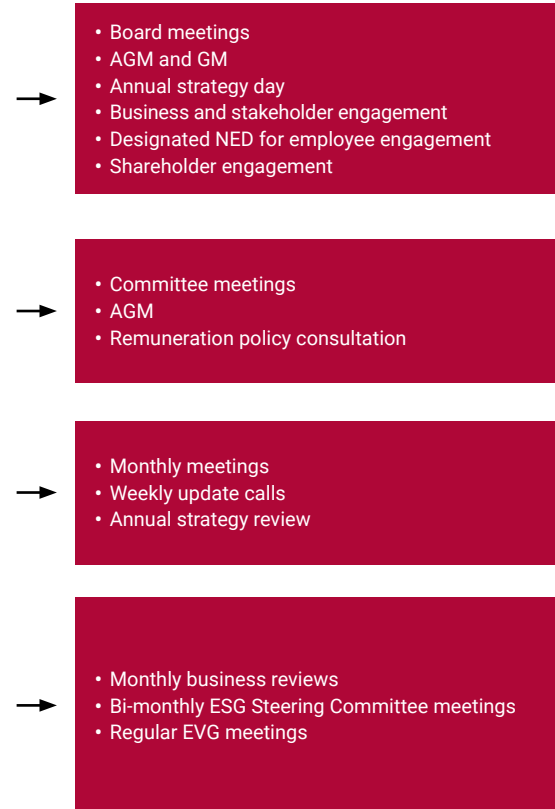 • Board meetings
• AGM and GM
• Annual strategy day
• Business and stakeholder engagement
• Designated NED for employee engagement
• Shareholder engagement
• Committee meetings
• AGM
• Remuneration policy consultation
• Monthly meetings
• Weekly update calls
• Annual strategy review
• Monthly business reviews
• Bi-monthly ESG Steering Committee meetings
• Regular EVG meetings